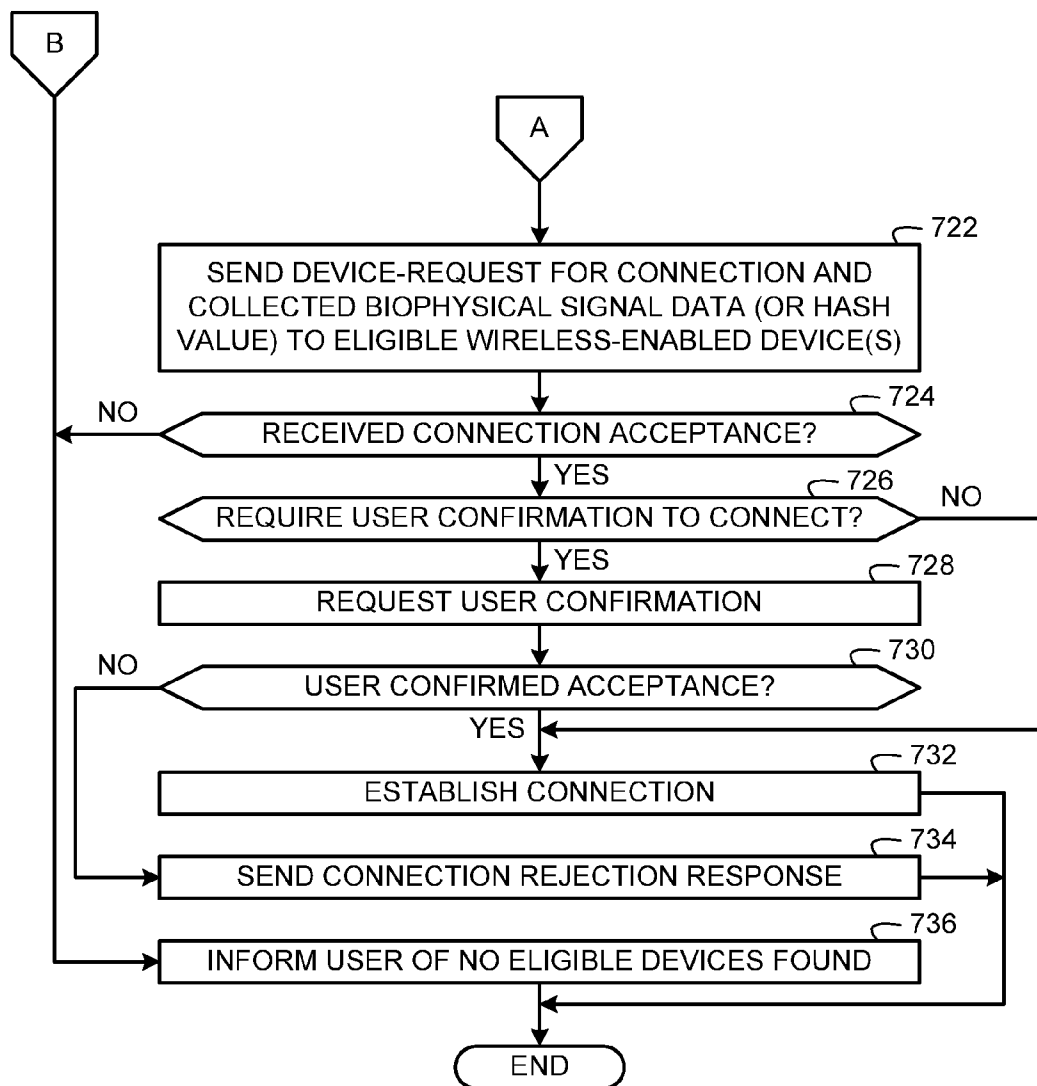 B
A
722
SEND DEVICE-REQUEST FOR CONNECTION AND
COLLECTED BIOPHYSICAL SIGNAL DATA (OR HASH
VALUE) TO ELIGIBLE WIRELESS-ENABLED DEVICE(S)
NO
724
RECEIVED CONNECTION ACCEPTANCE?
YES
726
NO
REQUIRE USER CONFIRMATION TO CONNECT?
YES
728
REQUEST USER CONFIRMATION
NO
730
USER CONFIRMED ACCEPTANCE?
YES
732
ESTABLISH CONNECTION
734
SEND CONNECTION REJECTION RESPONSE
736
INFORM USER OF NO ELIGIBLE DEVICES FOUND
END